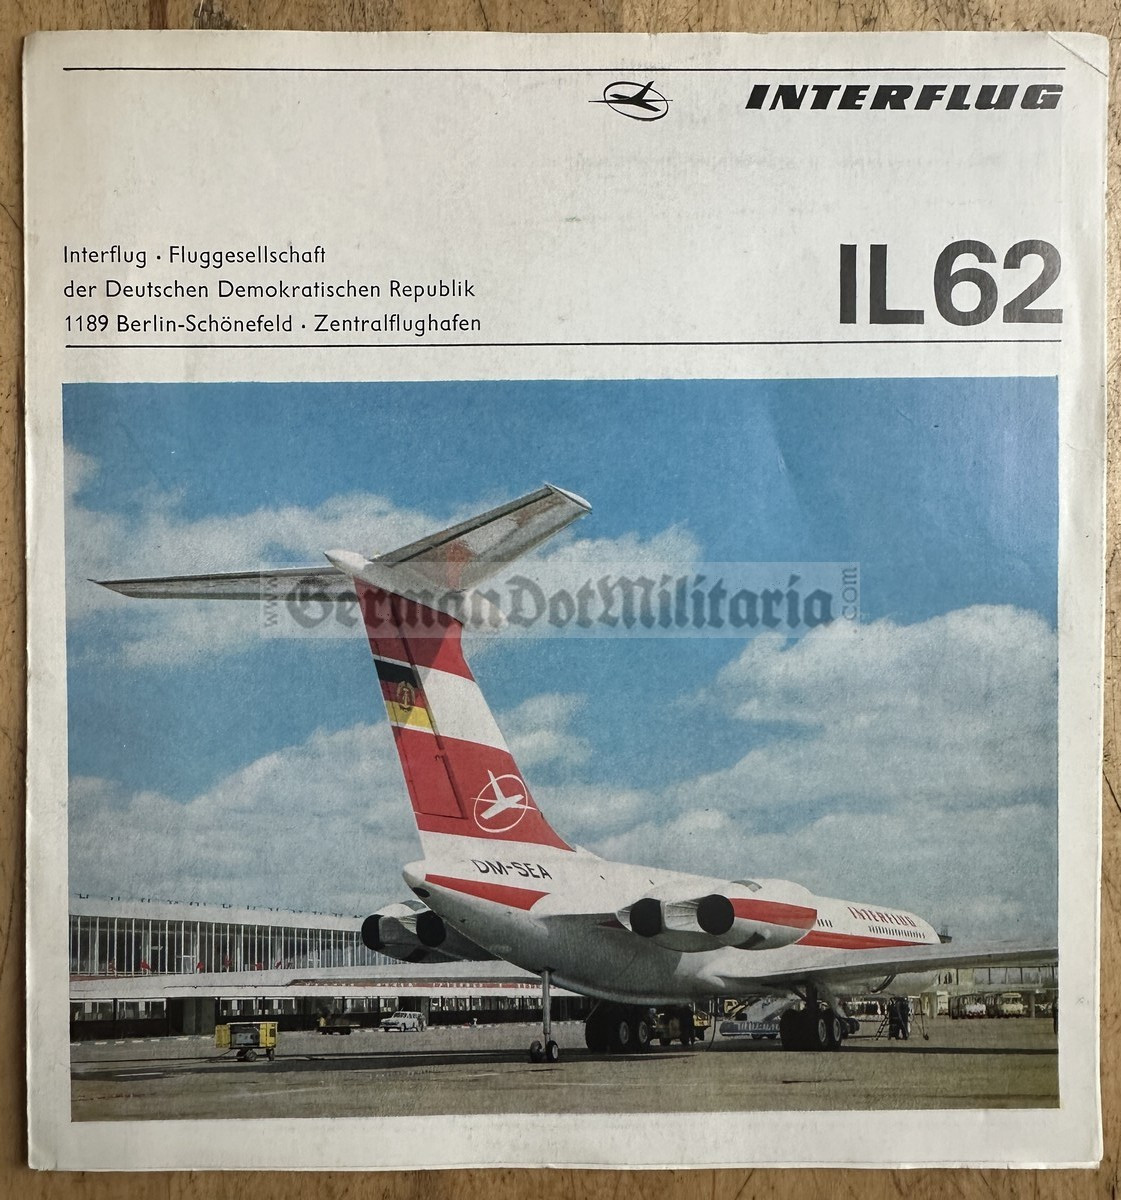 INTERFLUG
Interflug · Fluggesellschaft
der Deutschen Demokratischen Republik
1189 Berlin-Schönefeld · Zentralflughafen
IL62
www.GermanDotMilitaria.com
DM-SEA
INTERFLUG